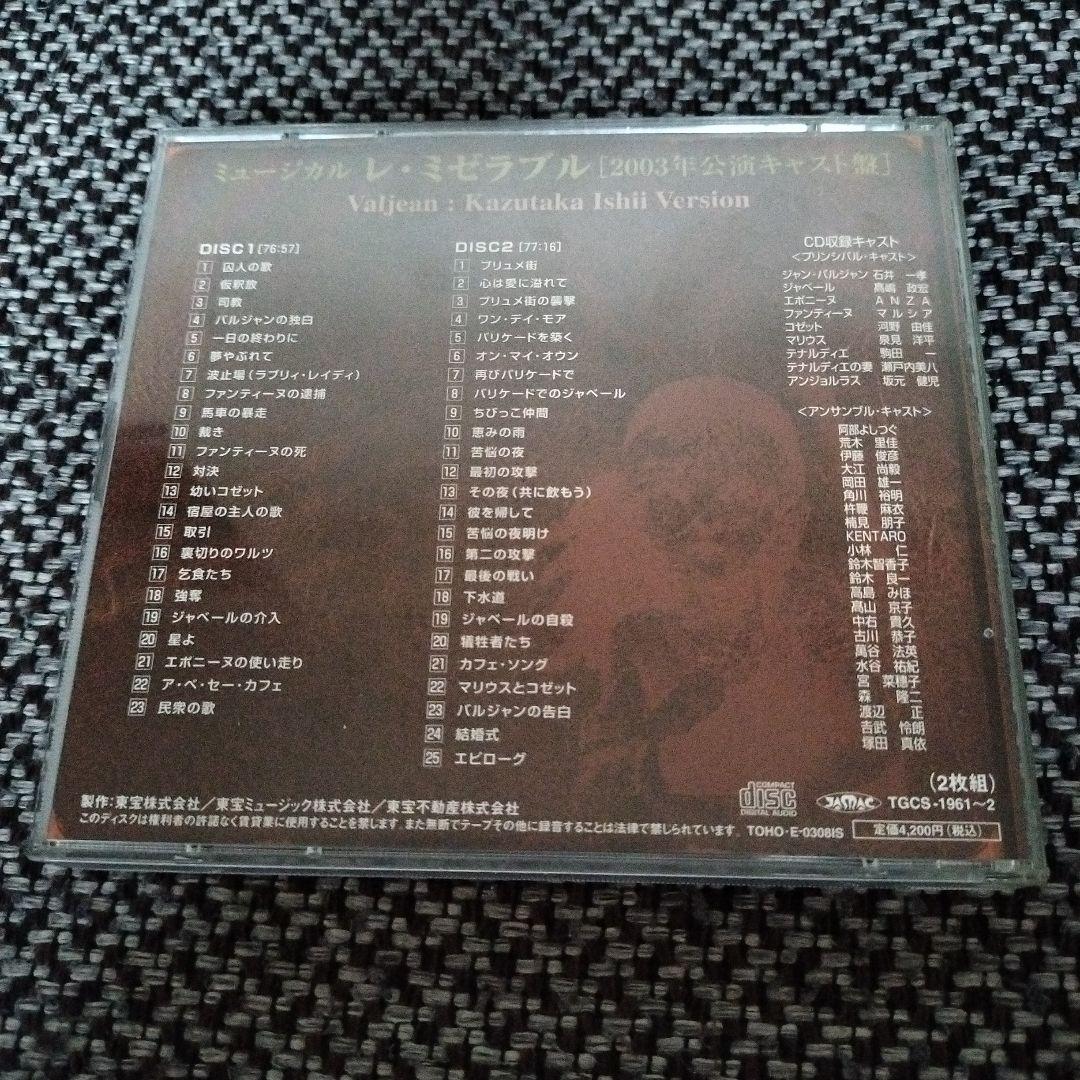 ミュージカル レ・ミゼラブル [2003年公演キャスト盤]
Valjean : Kazutaka Ishii Version
DISC1 [76:57]
1 囚人の歌
2 仮釈放
3 司教
4 バルジャンの独白
5 一日の終わりに
6 夢やぶれて
7 波止場(ラブリィ・レイディ)
8 ファンティーヌの逮捕
9 馬車の暴走
10 裁き
11 ファンティーヌの死
12 対決
13 幼いコゼット
14 宿屋の主人の歌
15 取引
16 裏切りのワルツ
17 乞食たち
18 強奪
19 ジャベールの介入
20 星よ
21 エポニーヌの使い走り
22 ア・ベ・セー・カフェ
23 民衆の歌
DISC2 [77:16]
1 プリュメ街
2 心は愛に溢れて
3 プリュメ街の襲撃
4 ワン・デイ・モア
5 バリケードを築く
6 オン・マイ・オウン
7 再びバリケードで
8 バリケードでのジャベール
9 ちびっこ仲間
10 恵みの雨
11 苦悩の夜
12 最初の攻撃
13 その夜(共に飲もう)
14 彼を帰して
15 苦悩の夜明け
16 第二の攻撃
17 最後の戦い
18 下水道
19 ジャベールの自殺
20 犠牲者たち
21 カフェ・ソング
22 マリウスとコゼット
23 バルジャンの告白
24 結婚式
25 エピローグ
CD収録キャスト
<プリンシパル・キャスト>
ジャン・バルジャン 石井 一孝
ジャベール 髙嶋 政宏
エポニーヌ ANZA
ファンティーヌ マルシア
コゼット 河野 由佳
マリウス 泉見 洋平
テナルディエ 駒田 一
テナルディエの妻 瀬戸内美八
アンジョルラス 坂元 健児
<アンサンブル・キャスト>
阿部よしつぐ
荒木 里佳
伊藤 俊彦
大江 尚毅
岡田 雄一
角川 裕明
杵鞭 麻衣
楠見 朋子
KENTARO
小林 仁
鈴木智香子
鈴木 良一
高島 みほ
高山 京子
中右 貴久
古川 恭子
萬谷 法英
水谷 祐紀
宮 菜穂子
森 隆二
渡辺 正
吉武 怜朗
塚田 真依
(2枚組)
COMPACT
disc
DIGITAL AUDIO
JASRAC
TGCS-1961～2
製作:東宝株式会社/東宝ミュージック株式会社/東宝不動産株式会社
このディスクは権利者の許諾なく賃貸業に使用することを禁じます。また無断でテープその他に録音することは法律で禁じられています。 TOHO・E-0308IS 定価4,200円(税込)